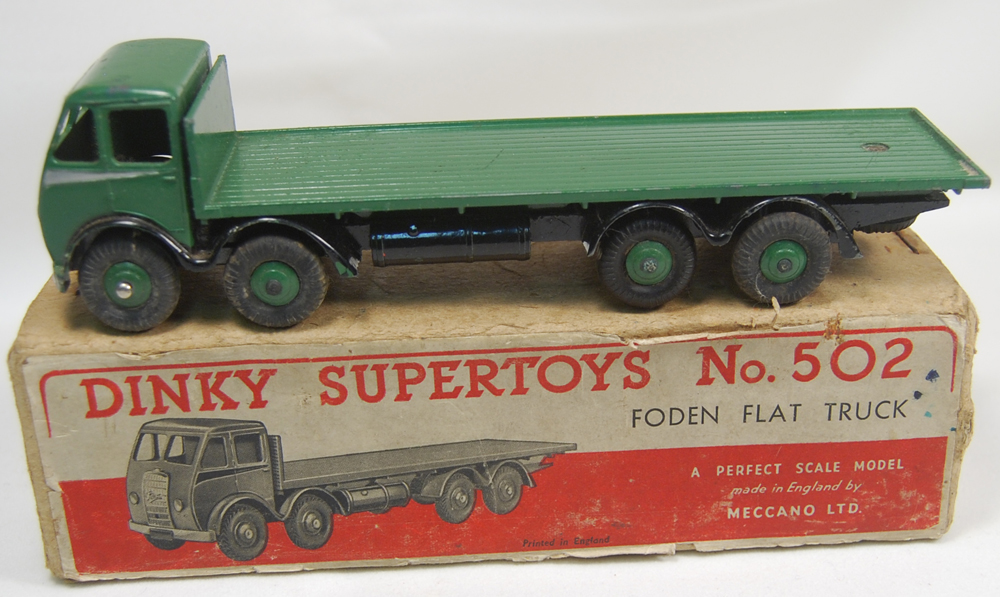 DINKY SUPERTOYS No. 502
FODEN FLAT TRUCK
A PERFECT SCALE MODEL
made in England by
MECCANO LTD.
Printed in England